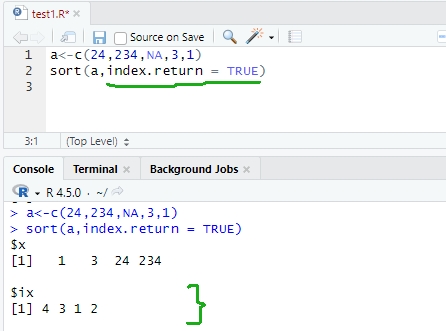 test1.R*
Source on Save
1 a<-c(24,234,NA,3,1)
2 sort(a,index.return = TRUE)
3
3:1 (Top Level)
Console Terminal Background Jobs
R 4.5.0 · ~/
> a<-c(24,234,NA,3,1)
> sort(a,index.return = TRUE)
$x
[1] 1 3 24 234
$ix
[1] 4 3 1 2